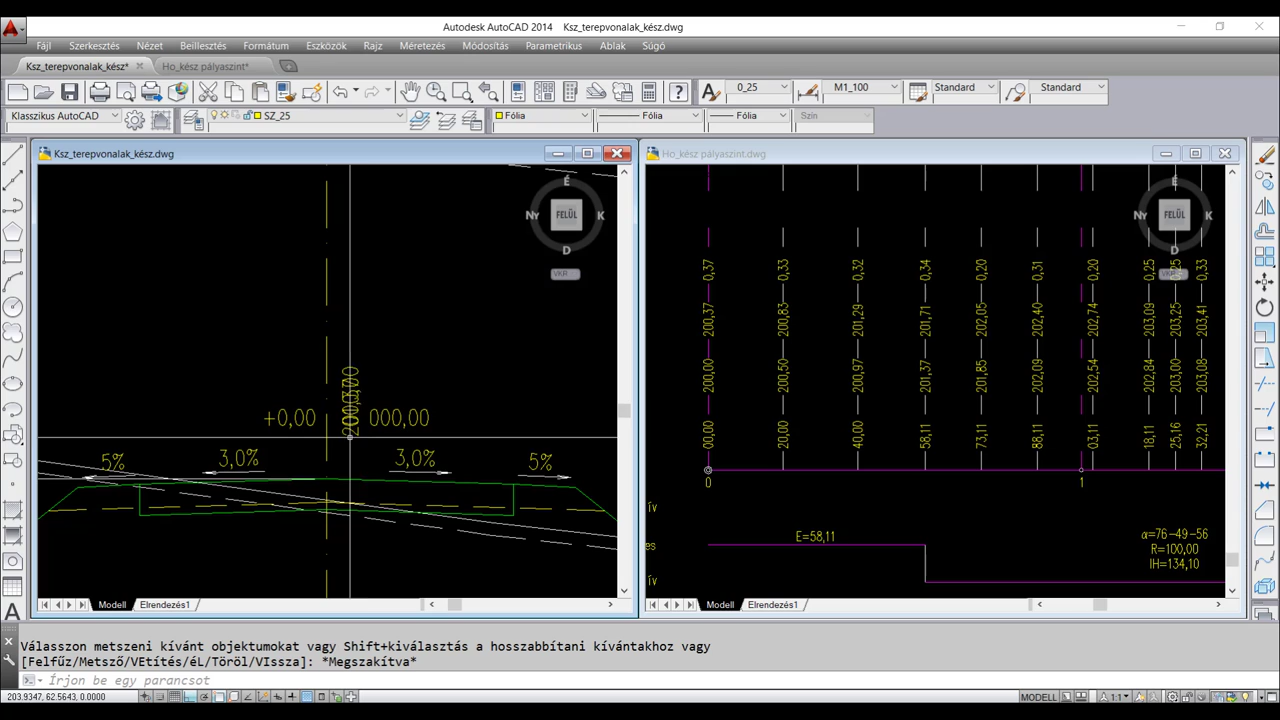 Autodesk AutoCAD 2014 Ksz_terepvonalak_kész.dwg
Fájl Szerkesztés Nézet Beillesztés Formátum Eszközök Rajz Méretezés Módosítás Parametrikus Ablak Súgó
Ksz_terepvonalak_kész* Ho_kész pályaszint*
0_25 M1_100 Standard Standard
Klasszikus AutoCAD SZ_25 Fólia Fólia Fólia Szín
Ksz_terepvonalak_kész.dwg
É
Ny FELÜL K
D
VKR
+0,00 000,00
5% 3,0% 3,0% 5%
Modell Elrendezés1
Ho_kész pályaszint.dwg
É
Ny FELÜL K
D
0,37 0,33 0,32 0,34 0,20 0,31 0,20 0,25 0,25 0,33
200,37 200,83 201,29 201,71 202,05 202,40 202,74 203,09 203,25 203,41
200,00 200,50 200,97 201,37 201,85 202,09 202,54 202,84 203,00 203,08
00,00 20,00 40,00 58,11 73,11 88,11 03,11 18,11 25,16 32,21
0 1
ív
es
ív
E=58,11
α=76-49-56
R=100,00
IH=134,10
Modell Elrendezés1
Válasszon metszeni kívánt objektumokat vagy Shift+kiválasztás a hosszabbítani kívántakhoz vagy
[Felfűz/Metsző/VEtítés/éL/Töröl/VIssza]: *Megszakítva*
Írjon be egy parancsot
203.9347, 62.5643, 0.0000 MODELL 1:1